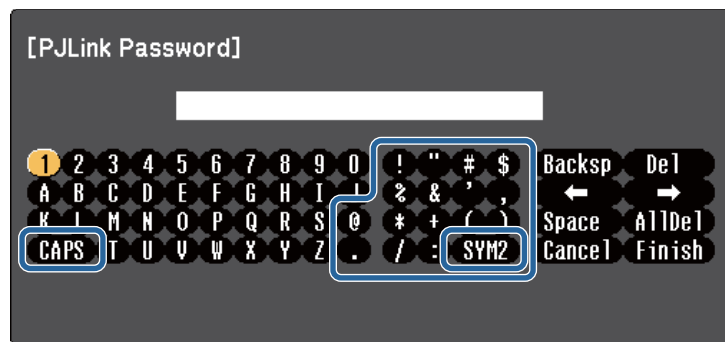 [PJLink Password]
1 2 3 4 5 6 7 8 9 0 ! " # $ Backsp Del
A B C D E F G H I J % & ' , ← →
K L M N O P Q R S @ * + ( ) Space AllDel
CAPS T U V W X Y Z . / : SYM2 Cancel Finish